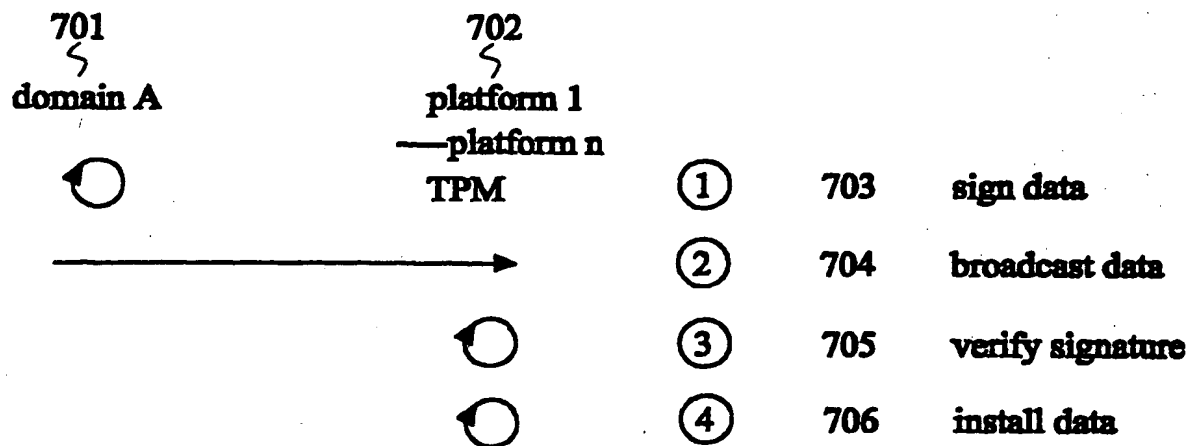 701 702
domain A platform 1
—platform n
TPM 1 703 sign data
2 704 broadcast data
3 705 verify signature
4 706 install data